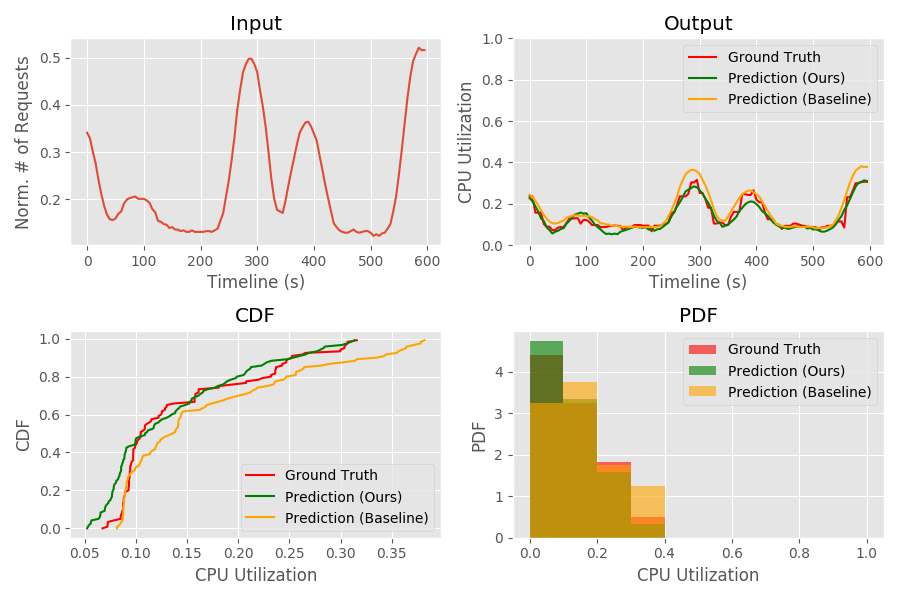 Input
Norm. # of Requests
0.5
0.4
0.3
0.2
0 100 200 300 400 500 600
Timeline (s)
Output
CPU Utilization
1.0
0.8
0.6
0.4
0.2
0.0
Ground Truth
Prediction (Ours)
Prediction (Baseline)
0 100 200 300 400 500 600
Timeline (s)
CDF
CDF
1.0
0.8
0.6
0.4
0.2
0.0
Ground Truth
Prediction (Ours)
Prediction (Baseline)
0.05 0.10 0.15 0.20 0.25 0.30 0.35
CPU Utilization
PDF
PDF
4
3
2
1
0
Ground Truth
Prediction (Ours)
Prediction (Baseline)
0.0 0.2 0.4 0.6 0.8 1.0
CPU Utilization